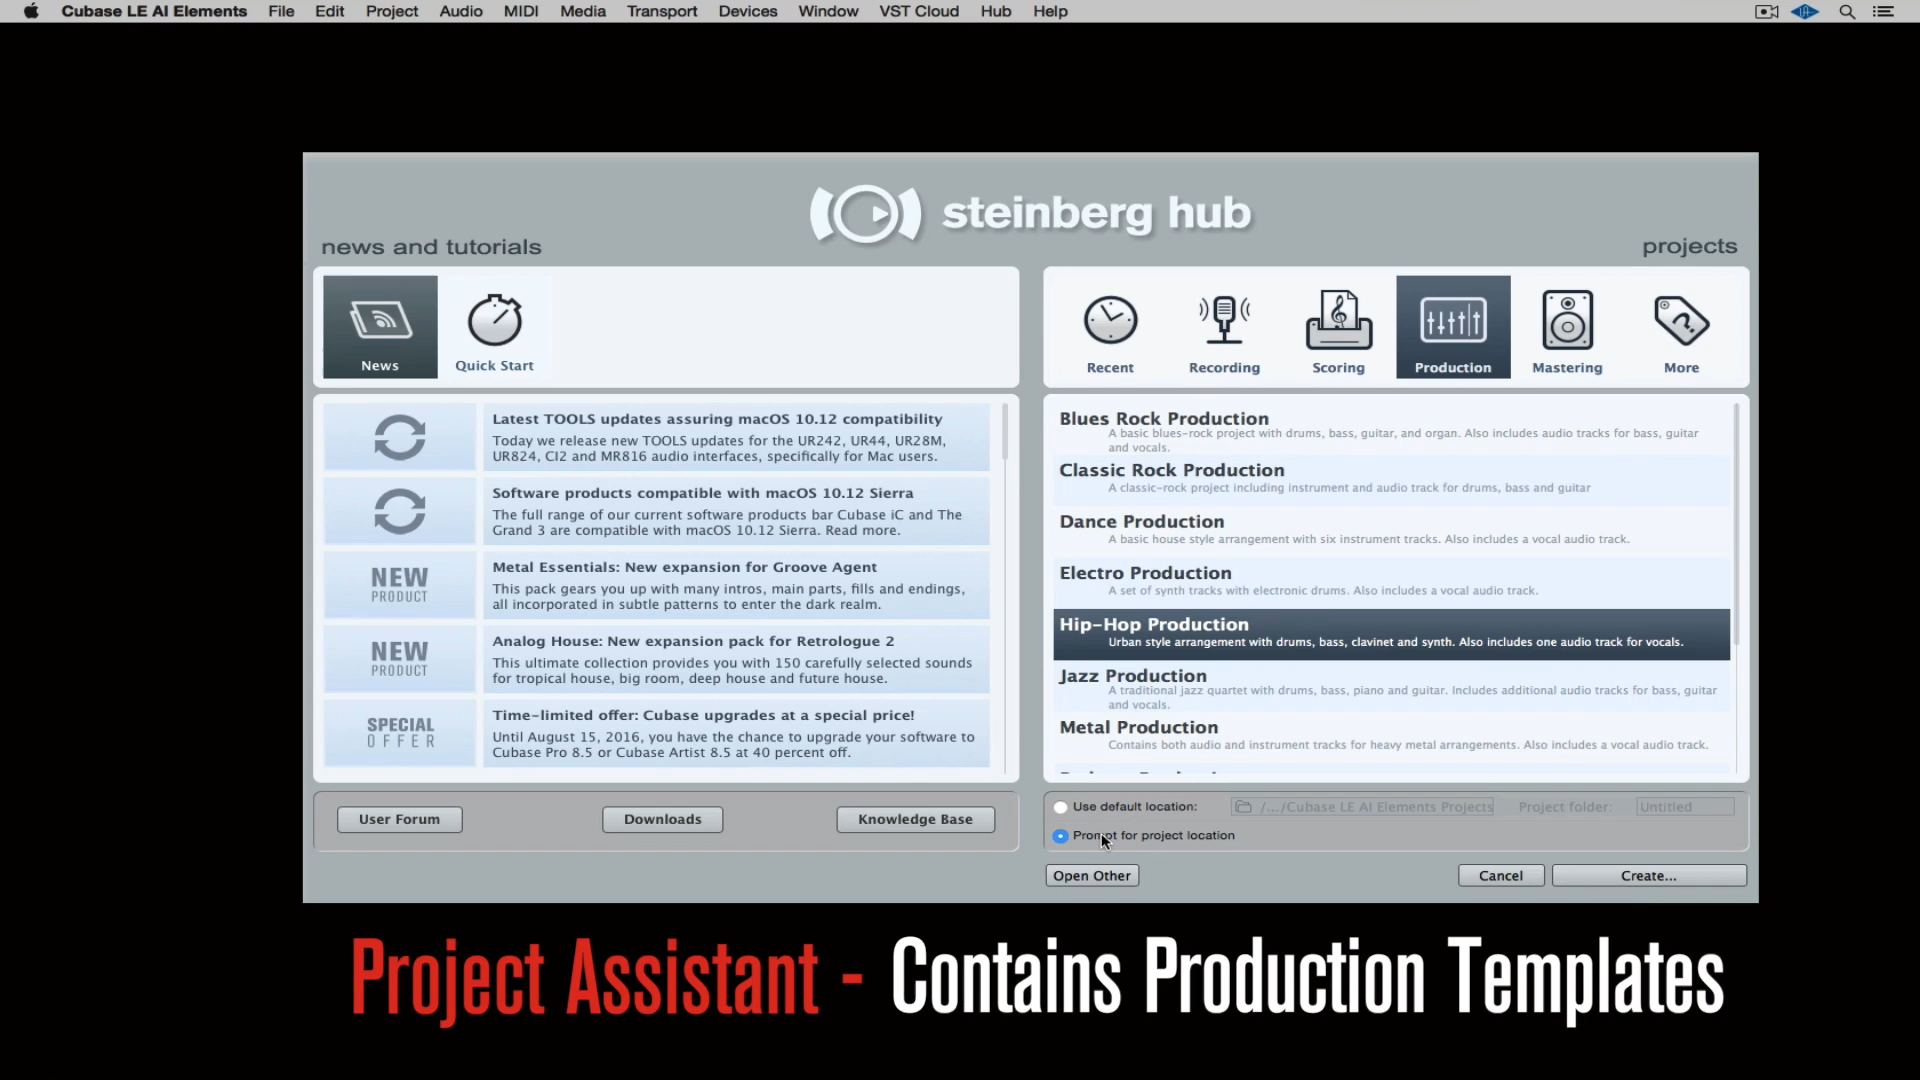 Cubase LE AI Elements File Edit Project Audio MIDI Media Transport Devices Window VST Cloud Hub Help
steinberg hub
news and tutorials
projects
News
Quick Start
Recent
Recording
Scoring
Production
Mastering
More
Latest TOOLS updates assuring macOS 10.12 compatibility
Today we release new TOOLS updates for the UR242, UR44, UR28M,
UR824, CI2 and MR816 audio interfaces, specifically for Mac users.
Software products compatible with macOS 10.12 Sierra
The full range of our current software products bar Cubase iC and The
Grand 3 are compatible with macOS 10.12 Sierra. Read more.
NEW
PRODUCT
Metal Essentials: New expansion for Groove Agent
This pack gears you up with many intros, main parts, fills and endings,
all incorporated in subtle patterns to enter the dark realm.
NEW
PRODUCT
Analog House: New expansion pack for Retrologue 2
This ultimate collection provides you with 150 carefully selected sounds
for tropical house, big room, deep house and future house.
SPECIAL
OFFER
Time-limited offer: Cubase upgrades at a special price!
Until August 15, 2016, you have the chance to upgrade your software to
Cubase Pro 8.5 or Cubase Artist 8.5 at 40 percent off.
User Forum
Downloads
Knowledge Base
Blues Rock Production
A basic blues-rock project with drums, bass, guitar, and organ. Also includes audio tracks for bass, guitar
and vocals.
Classic Rock Production
A classic-rock project including instrument and audio track for drums, bass and guitar
Dance Production
A basic house style arrangement with six instrument tracks. Also includes a vocal audio track.
Electro Production
A set of synth tracks with electronic drums. Also includes a vocal audio track.
Hip-Hop Production
Urban style arrangement with drums, bass, clavinet and synth. Also includes one audio track for vocals.
Jazz Production
A traditional jazz quartet with drums, bass, piano and guitar. Includes additional audio tracks for bass, guitar
and vocals.
Metal Production
Contains both audio and instrument tracks for heavy metal arrangements. Also includes a vocal audio track.
Use default location: /.../Cubase LE AI Elements Projects Project folder: Untitled
Prompt for project location
Open Other
Cancel
Create...
Project Assistant - Contains Production Templates